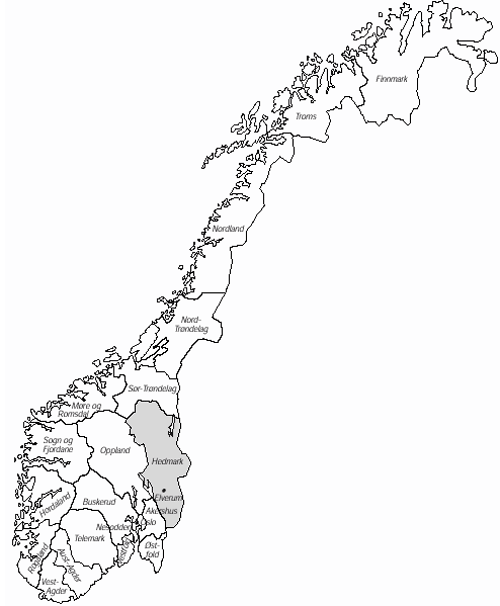 Finnmark
Troms
Nordland
Nord-
Trøndelag
Sør-Trøndelag
Møre og
Romsdal
Sogn og
Fjordane
Oppland
Hedmark
Elverum
Hordaland
Buskerud
Akershus
Oslo
Nesodden
Telemark
Vestfold
Øst-
fold
Rogaland
Aust-Agder
Vest-
Agder